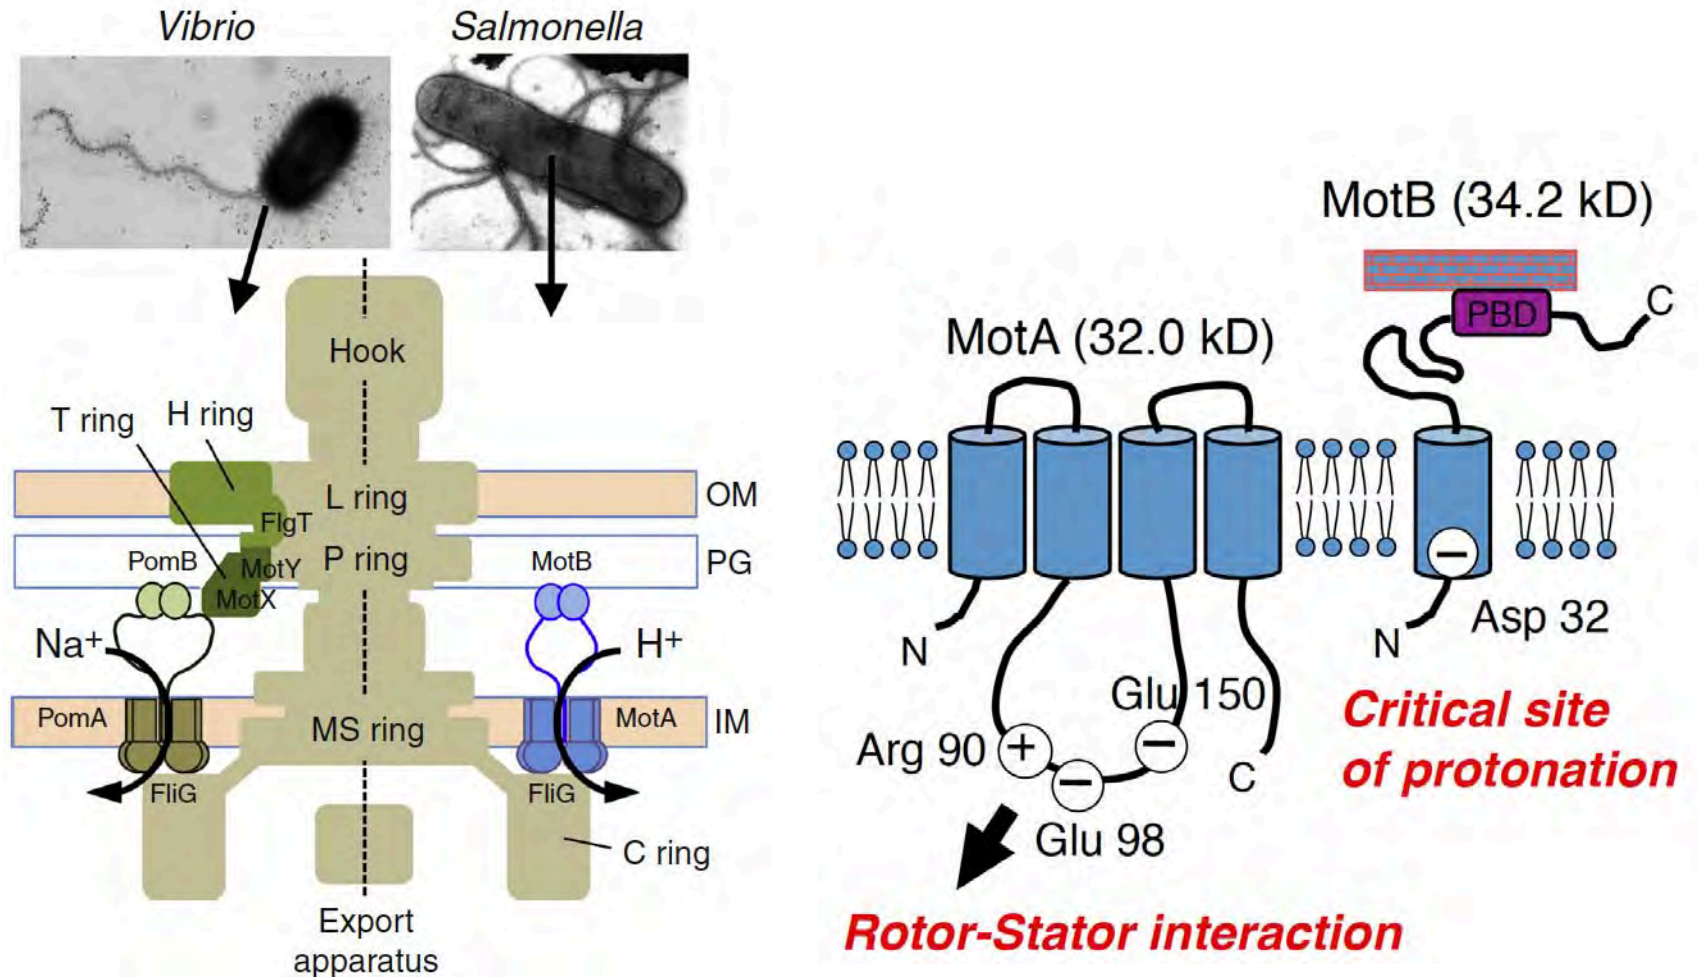 Vibrio
Salmonella
Hook
T ring
H ring
L ring
OM
FlgT
PomB
MotY
P ring
MotB
PG
MotX
Na+
H+
PomA
MS ring
MotA
IM
FliG
FliG
C ring
Export
apparatus
MotB (34.2 kD)
PBD
C
MotA (32.0 kD)
N
N
Asp 32
Glu 150
Arg 90
C
Glu 98
Critical site
of protonation
Rotor-Stator interaction